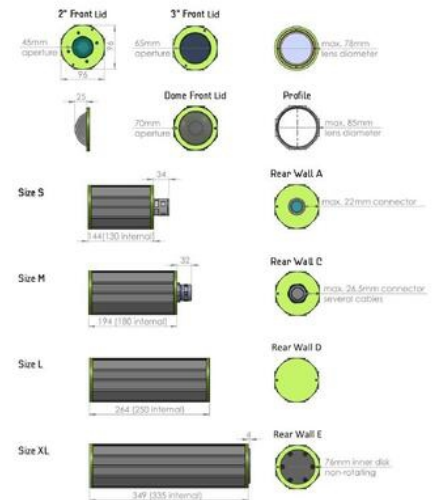 2" Front Lid
3" Front Lid
45mm
aperture
96
96
65mm
aperture
max. 78mm
lens diameter
25
Dome Front Lid
Profile
70mm
aperture
max. 85mm
lens diameter
Size S
34
144(130 internal)
Rear Wall A
max. 22mm connector
Size M
32
194 (180 internal)
Rear Wall C
max. 26.5mm connector
several cables
Size L
264 (250 internal)
Rear Wall D
Size XL
349 (335 internal)
Rear Wall E
76mm inner disk
non-rotating